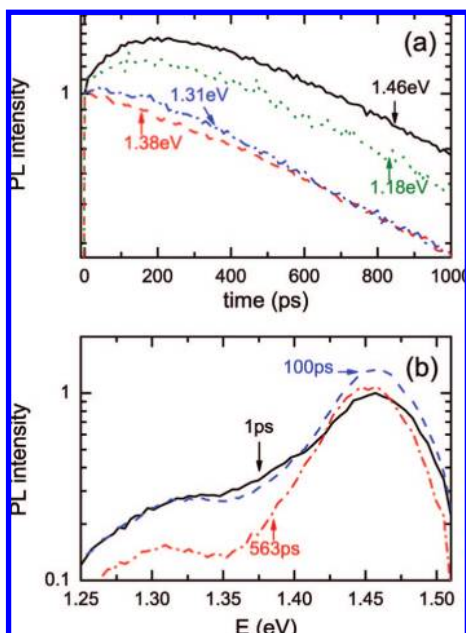 (a)
PL intensity
1
1.46eV
1.31eV
1.38eV
1.18eV
0 200 400 600 800 1000
time (ps)
(b)
PL intensity
1
0.1
100ps
1ps
563ps
1.25 1.30 1.35 1.40 1.45 1.50
E (eV)